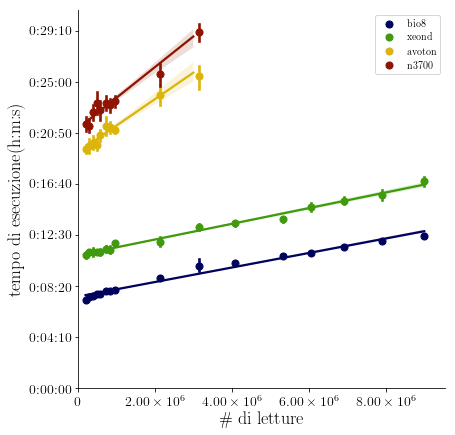 bio8
xeond
avoton
n3700
tempo di esecuzione(h:m:s)
0:29:10
0:25:00
0:20:50
0:16:40
0:12:30
0:08:20
0:04:10
0:00:00
0 2.00 × 10⁶ 4.00 × 10⁶ 6.00 × 10⁶ 8.00 × 10⁶
# di letture